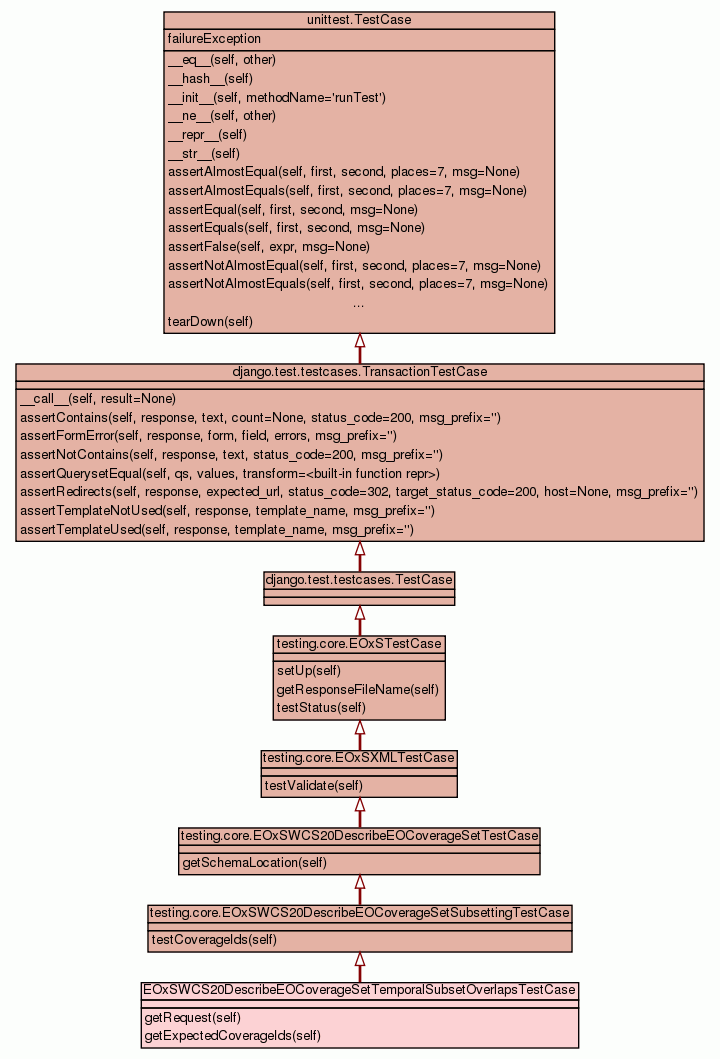 unittest.TestCase
failureException
__eq__(self, other)
__hash__(self)
__init__(self, methodName='runTest')
__ne__(self, other)
__repr__(self)
__str__(self)
assertAlmostEqual(self, first, second, places=7, msg=None)
assertAlmostEquals(self, first, second, places=7, msg=None)
assertEqual(self, first, second, msg=None)
assertEquals(self, first, second, msg=None)
assertFalse(self, expr, msg=None)
assertNotAlmostEqual(self, first, second, places=7, msg=None)
assertNotAlmostEquals(self, first, second, places=7, msg=None)
...
tearDown(self)
django.test.testcases.TransactionTestCase
__call__(self, result=None)
assertContains(self, response, text, count=None, status_code=200, msg_prefix='')
assertFormError(self, response, form, field, errors, msg_prefix='')
assertNotContains(self, response, text, status_code=200, msg_prefix='')
assertQuerysetEqual(self, qs, values, transform=<built-in function repr>)
assertRedirects(self, response, expected_url, status_code=302, target_status_code=200, host=None, msg_prefix='')
assertTemplateNotUsed(self, response, template_name, msg_prefix='')
assertTemplateUsed(self, response, template_name, msg_prefix='')
django.test.testcases.TestCase
testing.core.EOxSTestCase
setUp(self)
getResponseFileName(self)
testStatus(self)
testing.core.EOxSXMLTestCase
testValidate(self)
testing.core.EOxSWCS20DescribeEOCoverageSetTestCase
getSchemaLocation(self)
testing.core.EOxSWCS20DescribeEOCoverageSetSubsettingTestCase
testCoverageIds(self)
EOxSWCS20DescribeEOCoverageSetTemporalSubsetOverlapsTestCase
getRequest(self)
getExpectedCoverageIds(self)